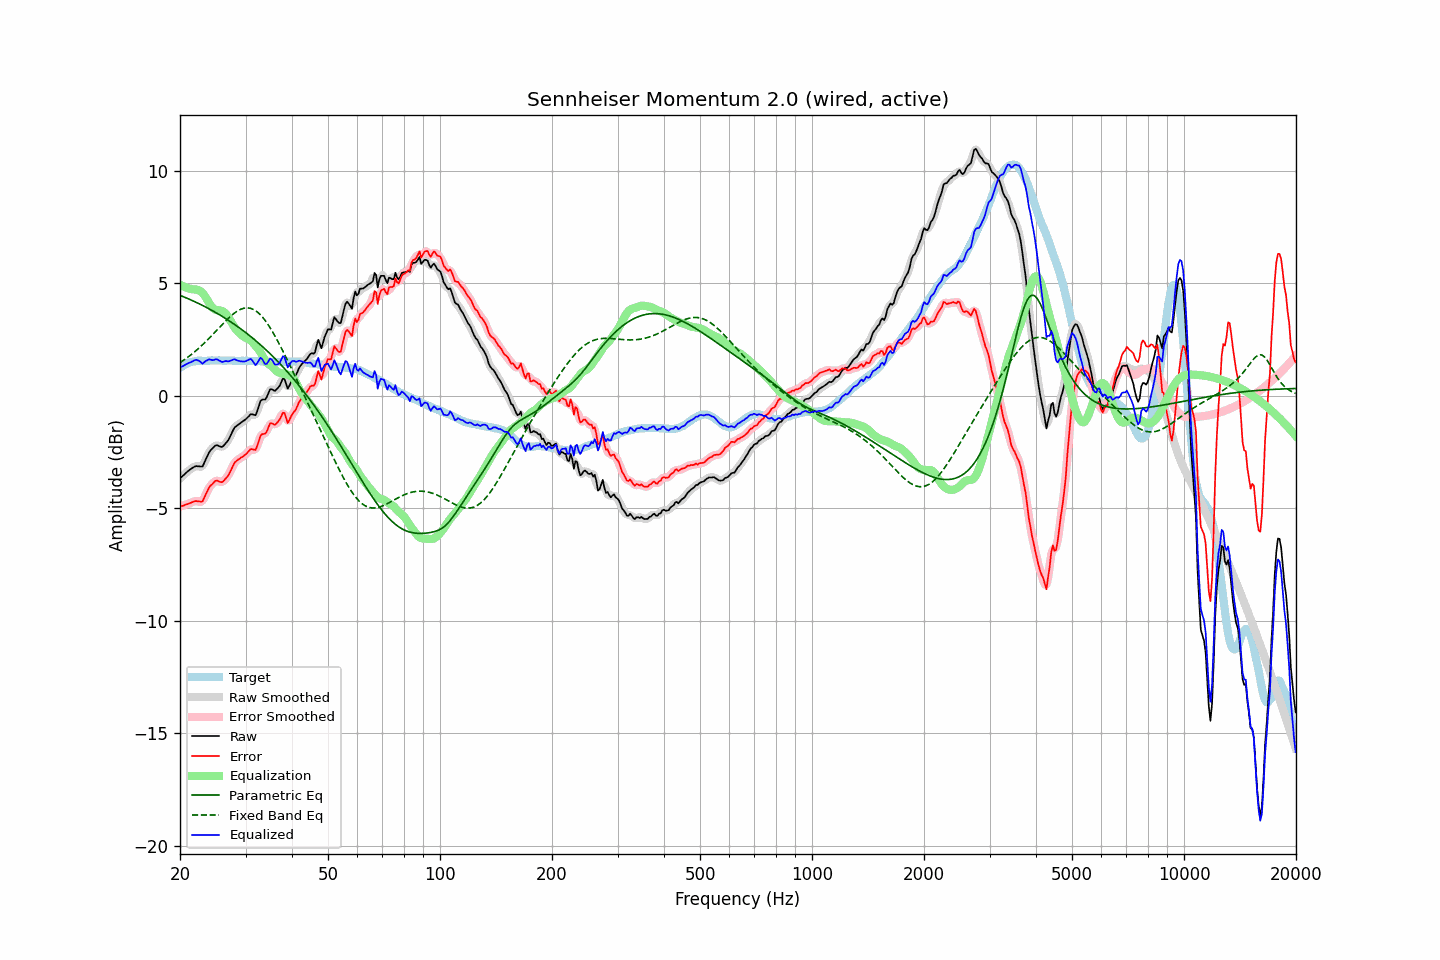 Sennheiser Momentum 2.0 (wired, active)
Amplitude (dBr)
10
5
0
−5
−10
−15
−20
Target
Raw Smoothed
Error Smoothed
Raw
Error
Equalization
Parametric Eq
Fixed Band Eq
Equalized
20 50 100 200 500 1000 2000 5000 10000 20000
Frequency (Hz)